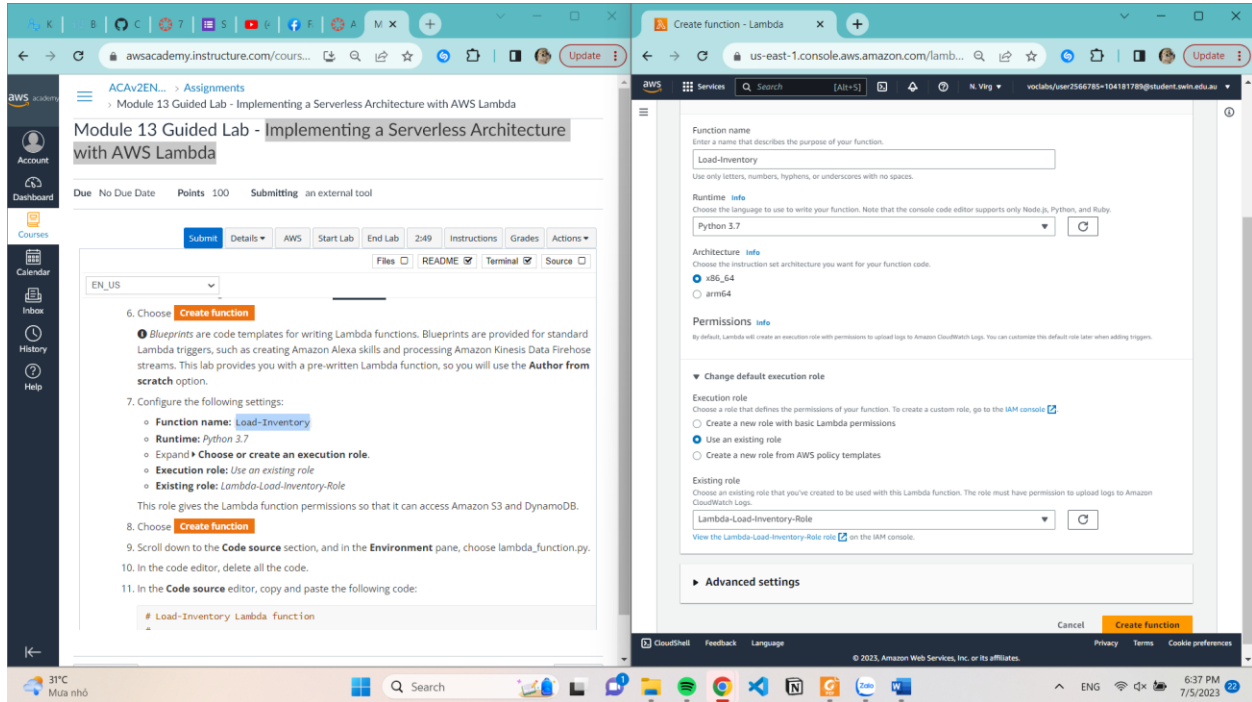 K
B
C
7
S
F
A
M
awsacademy.instructure.com/cours...
Update
aws academy
Account
Dashboard
Courses
Calendar
Inbox
History
Help
ACAv2EN... > Assignments
> Module 13 Guided Lab - Implementing a Serverless Architecture with AWS Lambda
Module 13 Guided Lab - Implementing a Serverless Architecture
with AWS Lambda
Due No Due Date Points 100 Submitting an external tool
Submit Details AWS Start Lab End Lab 2:49 Instructions Grades Actions
Files README Terminal Source
EN_US
6. Choose Create function
Blueprints are code templates for writing Lambda functions. Blueprints are provided for standard
Lambda triggers, such as creating Amazon Alexa skills and processing Amazon Kinesis Data Firehose
streams. This lab provides you with a pre-written Lambda function, so you will use the Author from
scratch option.
7. Configure the following settings:
Function name: Load-Inventory
Runtime: Python 3.7
Expand Choose or create an execution role.
Execution role: Use an existing role
Existing role: Lambda-Load-Inventory-Role
This role gives the Lambda function permissions so that it can access Amazon S3 and DynamoDB.
8. Choose Create function
9. Scroll down to the Code source section, and in the Environment pane, choose lambda_function.py.
10. In the code editor, delete all the code.
11. In the Code source editor, copy and paste the following code:
# Load-Inventory Lambda function
#
Create function - Lambda
us-east-1.console.aws.amazon.com/lamb...
Update
aws Services Search [Alt+S] N. Virg voclabs/user2566785=104181789@student.swin.edu.au
Function name
Enter a name that describes the purpose of your function.
Load-Inventory
Use only letters, numbers, hyphens, or underscores with no spaces.
Runtime Info
Choose the language to use to write your function. Note that the console code editor supports only Node.js, Python, and Ruby.
Python 3.7
Architecture Info
Choose the instruction set architecture you want for your function code.
x86_64
arm64
Permissions Info
By default, Lambda will create an execution role with permissions to upload logs to Amazon CloudWatch Logs. You can customize this default role later when adding triggers.
Change default execution role
Execution role
Choose a role that defines the permissions of your function. To create a custom role, go to the IAM console.
Create a new role with basic Lambda permissions
Use an existing role
Create a new role from AWS policy templates
Existing role
Choose an existing role that you've created to be used with this Lambda function. The role must have permission to upload logs to Amazon
CloudWatch Logs.
Lambda-Load-Inventory-Role
View the Lambda-Load-Inventory-Role role on the IAM console.
Advanced settings
Cancel Create function
CloudShell Feedback Language Privacy Terms Cookie preferences
© 2023, Amazon Web Services, Inc. or its affiliates.
31°C
Mưa nhỏ
Search
Zalo
ENG
6:37 PM
7/5/2023
22